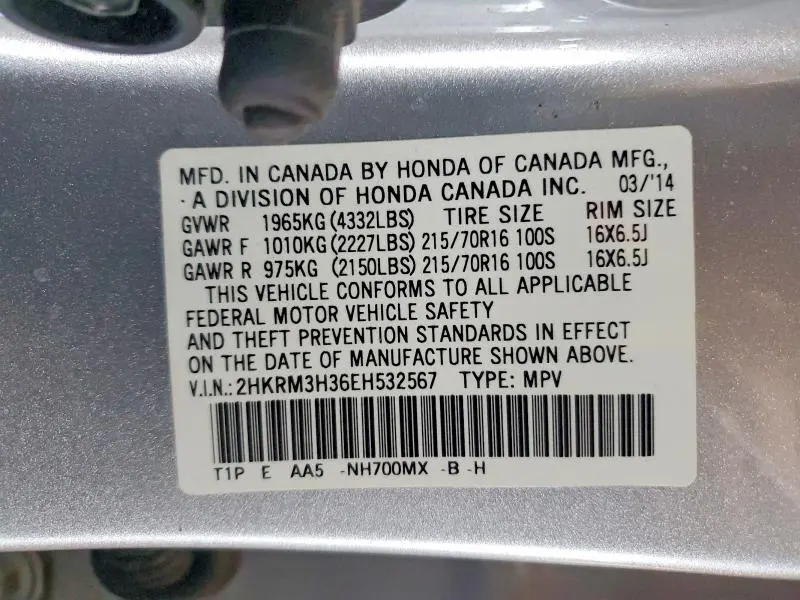 MFD. IN CANADA BY HONDA OF CANADA MFG.,
A DIVISION OF HONDA CANADA INC. 03/'14
GVWR 1965KG (4332LBS) TIRE SIZE RIM SIZE
GAWR F 1010KG (2227LBS) 215/70R16 100S 16X6.5J
GAWR R 975KG (2150LBS) 215/70R16 100S 16X6.5J
THIS VEHICLE CONFORMS TO ALL APPLICABLE
FEDERAL MOTOR VEHICLE SAFETY
AND THEFT PREVENTION STANDARDS IN EFFECT
ON THE DATE OF MANUFACTURE SHOWN ABOVE.
V.I.N.: 2HKRM3H36EH532567 TYPE: MPV
T1P E AA5 -NH700MX -B -H